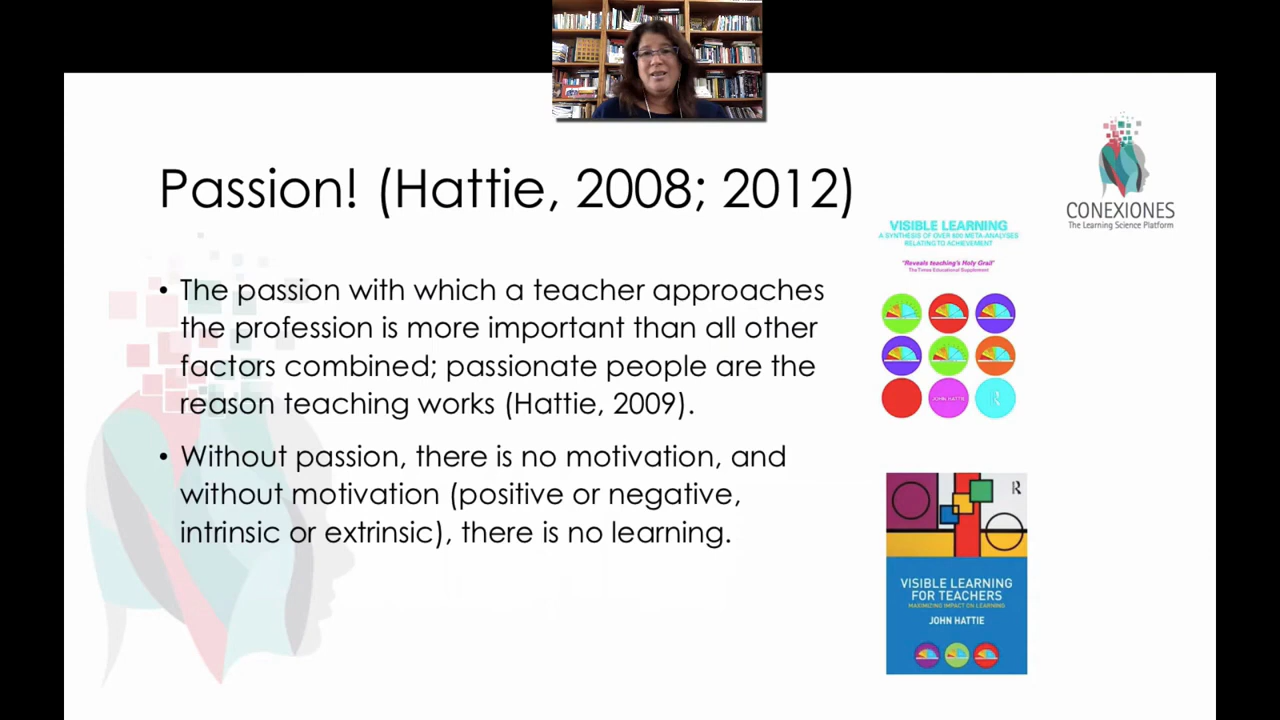 Passion! (Hattie, 2008; 2012)
CONEXIONES
The Learning Science Platform
VISIBLE LEARNING
A SYNTHESIS OF OVER 800 META-ANALYSES
RELATING TO ACHIEVEMENT
"Reveals teaching's Holy Grail"
The Times Educational Supplement
• The passion with which a teacher approaches
the profession is more important than all other
factors combined; passionate people are the
reason teaching works (Hattie, 2009).
• Without passion, there is no motivation, and
without motivation (positive or negative,
intrinsic or extrinsic), there is no learning.
JOHN HATTIE
R
R
VISIBLE LEARNING
FOR TEACHERS
MAXIMIZING IMPACT ON LEARNING
JOHN HATTIE